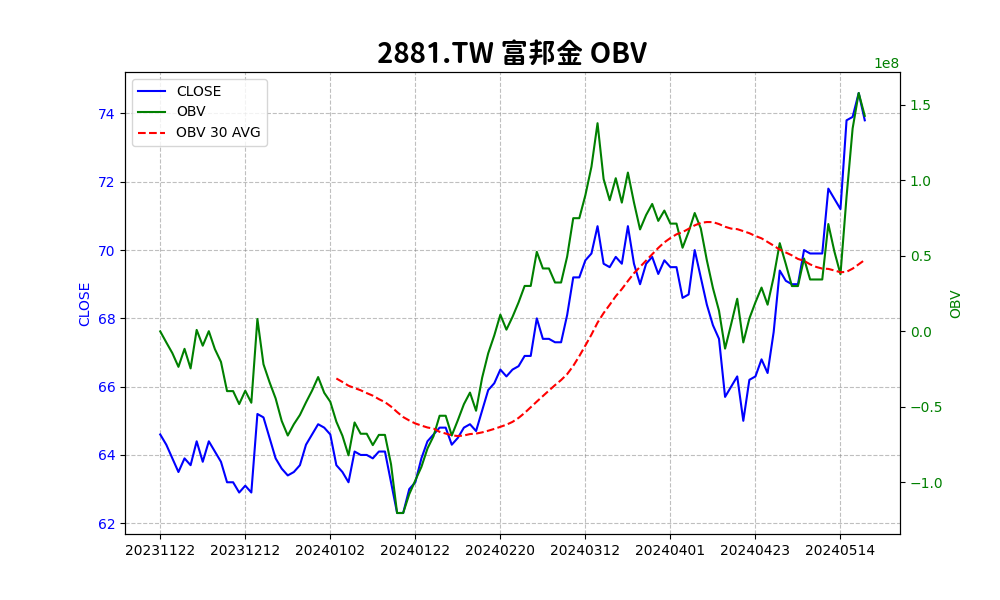 2881.TW 富邦金 OBV
1e8
CLOSE
OBV
OBV 30 AVG
74
72
70
68
66
64
62
CLOSE
1.5
1.0
0.5
0.0
−0.5
−1.0
OBV
20231122 20231212 20240102 20240122 20240220 20240312 20240401 20240423 20240514